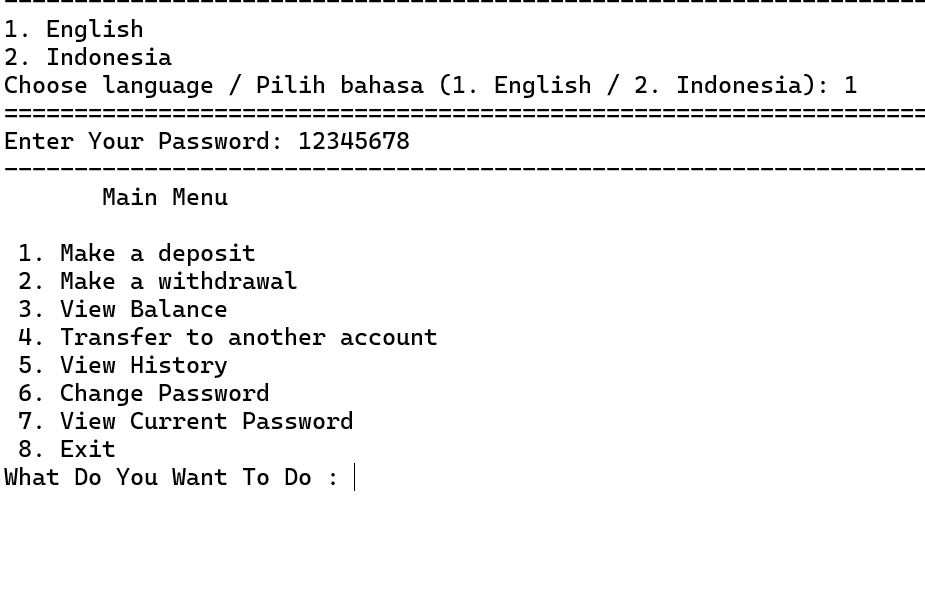 --------------------------------------------------------------------
1. English
2. Indonesia
Choose language / Pilih bahasa (1. English / 2. Indonesia): 1
==================================================================
Enter Your Password: 12345678
------------------------------------------------------------------
Main Menu
1. Make a deposit
2. Make a withdrawal
3. View Balance
4. Transfer to another account
5. View History
6. Change Password
7. View Current Password
8. Exit
What Do You Want To Do :